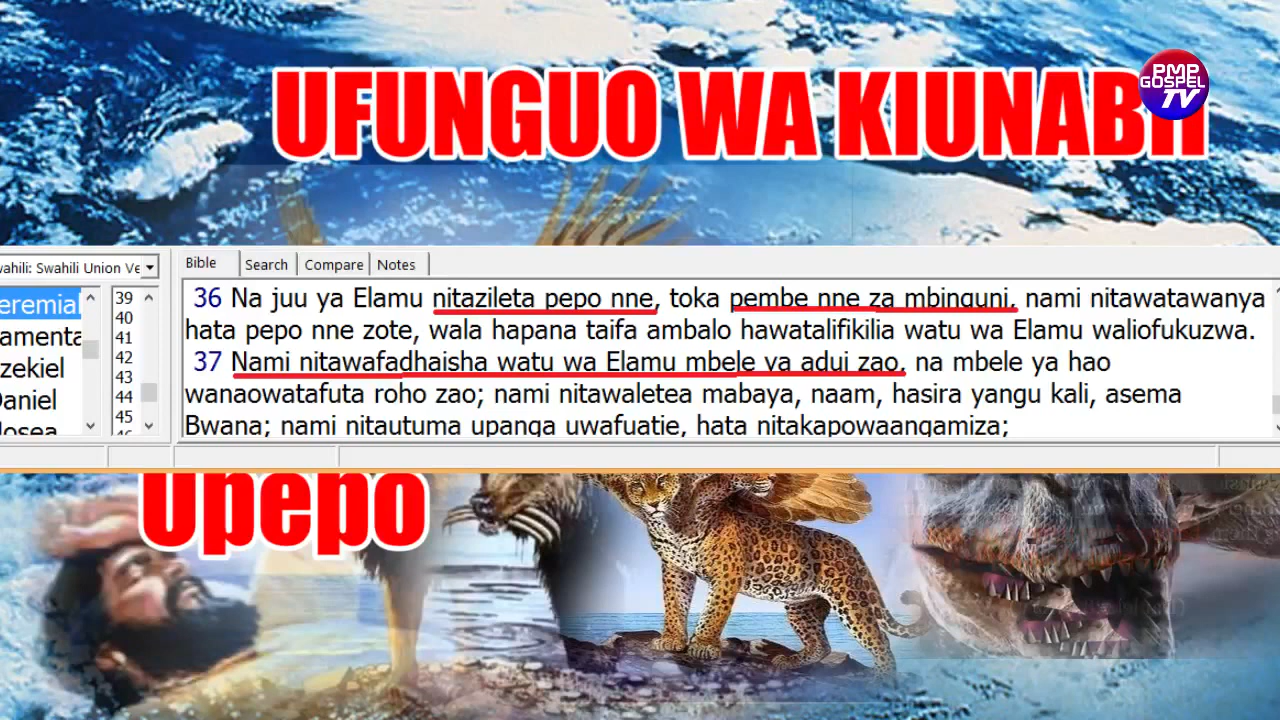 UFUNGUO WA KIUNABII
PMP
GOSPEL
TV
Bible
Search
Compare
Notes
wahili: Swahili Union Ve
eremiah
amenta
zekiel
Daniel
Hosea
39
40
41
42
43
44
45
36 Na juu ya Elamu nitazileta pepo nne, toka pembe nne za mbinguni, nami nitawatawanya
hata pepo nne zote, wala hapana taifa ambalo hawatalifikilia watu wa Elamu waliofukuzwa.
37 Nami nitawafadhaisha watu wa Elamu mbele ya adui zao, na mbele ya hao
wanaowatafuta roho zao; nami nitawaletea mabaya, naam, hasira yangu kali, asema
Bwana; nami nitautuma upanga uwafuatie, hata nitakapowaangamiza;
Upepo